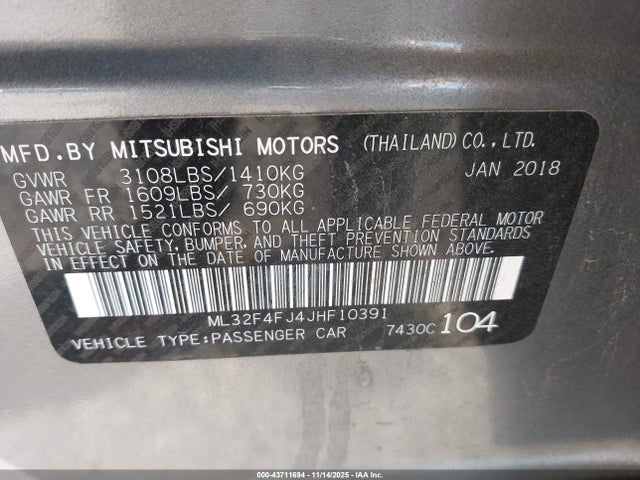 MFD.BY MITSUBISHI MOTORS (THAILAND) CO.,LTD.
GVWR 3108LBS/1410KG JAN 2018
GAWR FR 1609LBS/ 730KG
GAWR RR 1521LBS/ 690KG
THIS VEHICLE CONFORMS TO ALL APPLICABLE FEDERAL MOTOR
VEHICLE SAFETY, BUMPER, AND THEFT PREVENTION STANDARDS
IN EFFECT ON THE DATE OF MANUFACTURE SHOWN ABOVE.
ML32F4FJ4JHF10391
VEHICLE TYPE:PASSENGER CAR 7430C 104
000-43711694 - 11/14/2025 - IAA Inc.